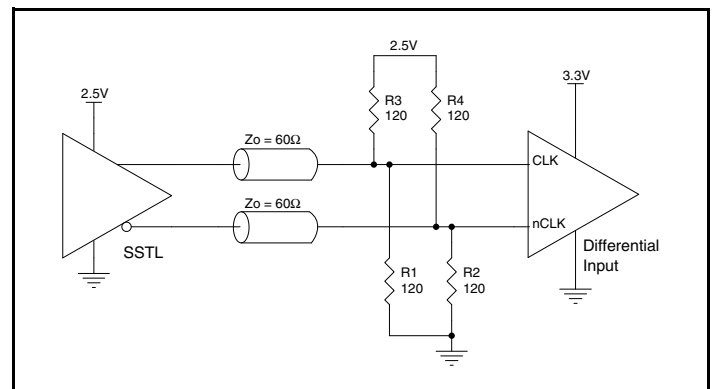 2.5V
3.3V
2.5V
R3
120
R4
120
Zo = 60Ω
CLK
Zo = 60Ω
nCLK
SSTL
Differential
Input
R1
120
R2
120